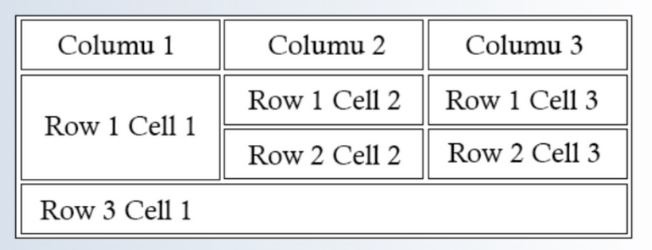 Columu 1 Columu 2 Columu 3
Row 1 Cell 1 Row 1 Cell 2 Row 1 Cell 3
Row 2 Cell 2 Row 2 Cell 3
Row 3 Cell 1